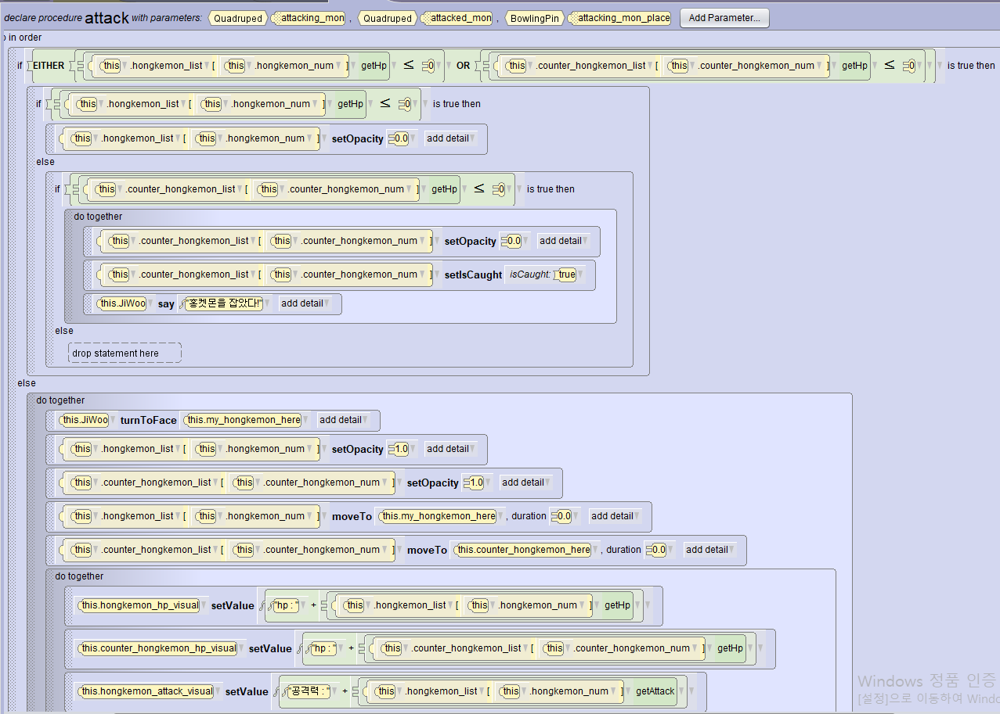 declare procedure attack with parameters: Quadruped attacking_mon , Quadruped attacked_mon , BowlingPin attacking_mon_place Add Parameter...
o in order
if EITHER this .hongkemon_list [ this .hongkemon_num ] getHp ≤ 0 OR this .counter_hongkemon_list [ this .counter_hongkemon_num ] getHp ≤ 0 is true then
if this .hongkemon_list [ this .hongkemon_num ] getHp ≤ 0 is true then
this .hongkemon_list [ this .hongkemon_num ] setOpacity 0.0 add detail
else
if this .counter_hongkemon_list [ this .counter_hongkemon_num ] getHp ≤ 0 is true then
do together
this .counter_hongkemon_list [ this .counter_hongkemon_num ] setOpacity 0.0 add detail
this .counter_hongkemon_list [ this .counter_hongkemon_num ] setIsCaught isCaught: true
this.JiWoo say "홍켓몬을 잡았다!" add detail
else
drop statement here
else
do together
this.JiWoo turnToFace this.my_hongkemon_here add detail
this .hongkemon_list [ this .hongkemon_num ] setOpacity 1.0 add detail
this .counter_hongkemon_list [ this .counter_hongkemon_num ] setOpacity 1.0 add detail
this .hongkemon_list [ this .hongkemon_num ] moveTo this.my_hongkemon_here , duration 0.0 add detail
this .counter_hongkemon_list [ this .counter_hongkemon_num ] moveTo this.counter_hongkemon_here , duration 0.0 add detail
do together
this.hongkemon_hp_visual setValue "hp : " + this .hongkemon_list [ this .hongkemon_num ] getHp
this.counter_hongkemon_hp_visual setValue "hp : " + this .counter_hongkemon_list [ this .counter_hongkemon_num ] getHp
this.hongkemon_attack_visual setValue "공격력 : " + this .hongkemon_list [ this .hongkemon_num ] getAttack
Windows 정품 인증
[설정]으로 이동하여 Windo